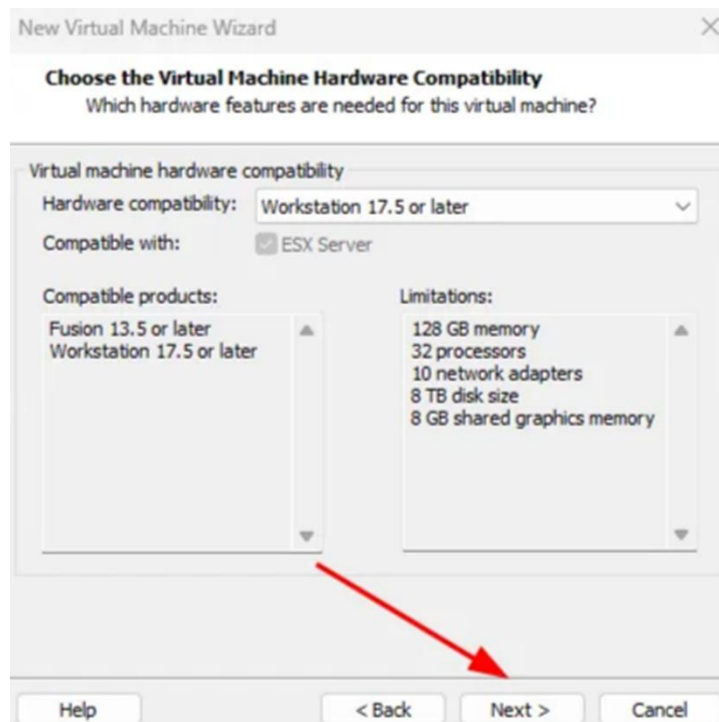 New Virtual Machine Wizard
Choose the Virtual Machine Hardware Compatibility
Which hardware features are needed for this virtual machine?
Virtual machine hardware compatibility
Hardware compatibility: Workstation 17.5 or later
Compatible with: ESX Server
Compatible products: Limitations:
Fusion 13.5 or later 128 GB memory
Workstation 17.5 or later 32 processors
10 network adapters
8 TB disk size
8 GB shared graphics memory
Help < Back Next > Cancel